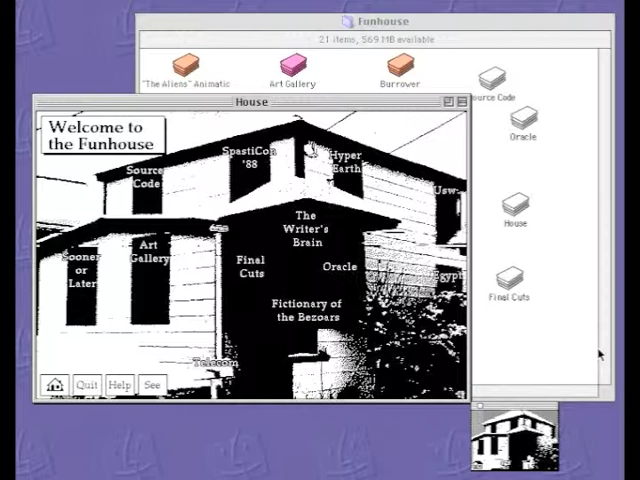 Funhouse
21 items, 569 MB available
"The Aliens" Animatic
Art Gallery
Burrower
ource Code
Oracle
House
Final Cuts
House
Welcome to
the Funhouse
SpastiCon
'88
Hyper
Earth
Source
Code
Usw
The
Writer's
Brain
Art
Gallery
Sooner
or
Later
Final
Cuts
Oracle
Egypt
Fictionary of
the Bezoars
Telecom
Quit
Help
See